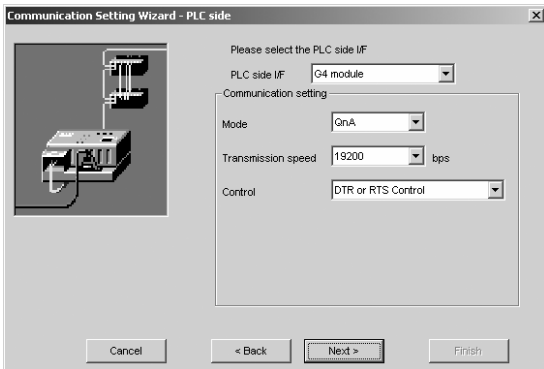 Communication Setting Wizard - PLC side
Please select the PLC side I/F
PLC side I/F G4 module
Communication setting
Mode QnA
Transmission speed 19200 bps
Control DTR or RTS Control
Cancel < Back Next > Finish